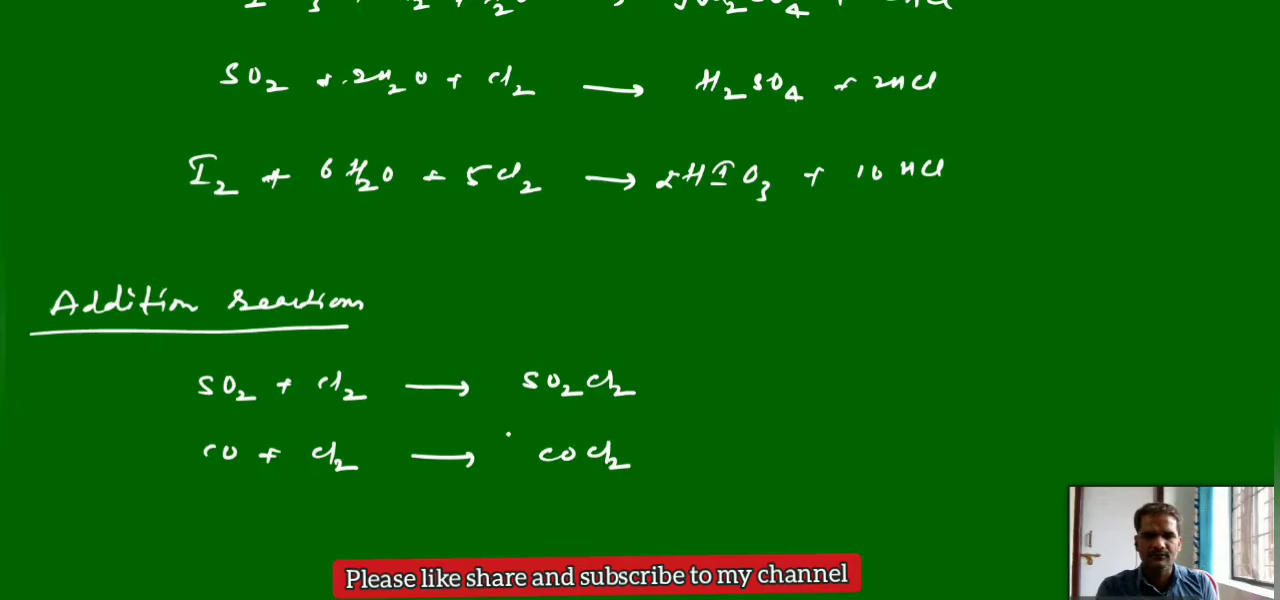 SO₂ + 2H₂O + Cl₂ ⟶ H₂SO₄ + 2HCl
I₂ + 6H₂O + 5Cl₂ ⟶ 2HIO₃ + 10HCl
Addition reactions
SO₂ + Cl₂ ⟶ SO₂Cl₂
CO + Cl₂ ⟶ COCl₂
Please like share and subscribe to my channel